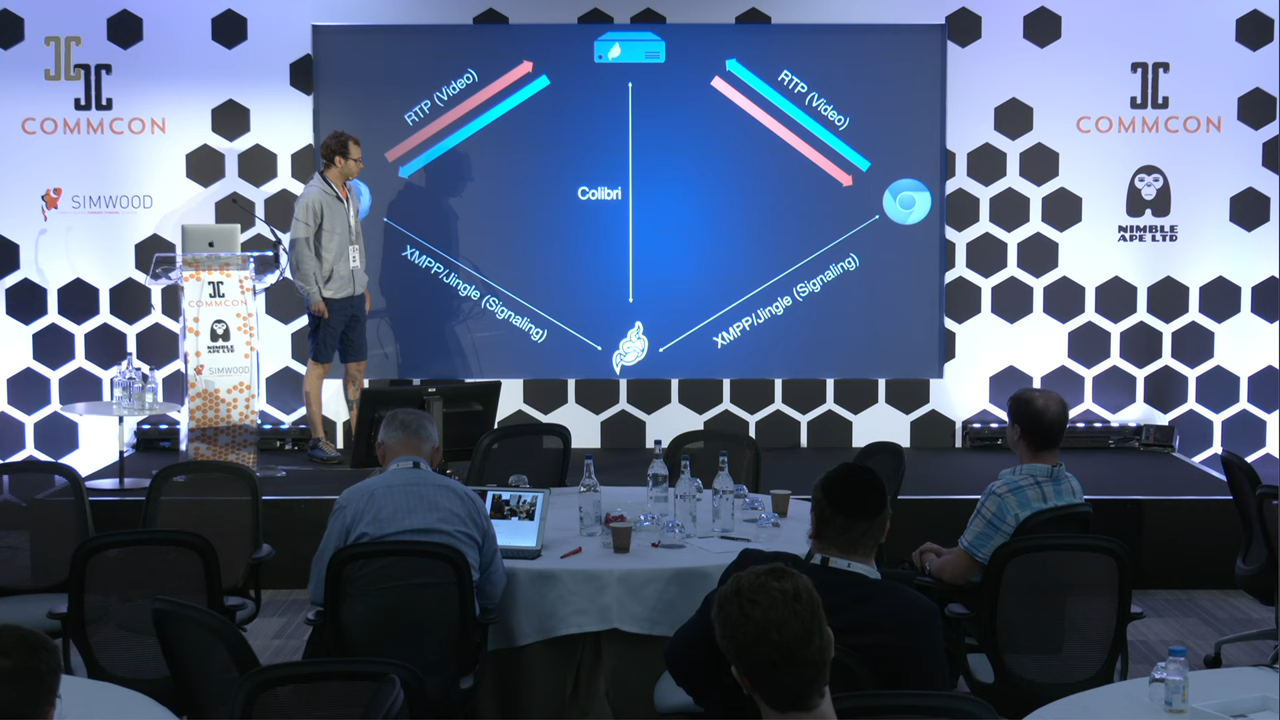 COMMCON
SIMWOOD
COMMCON
NIMBLE
APE LTD
SIMWOOD
RTP (Video)
RTP (Video)
Colibri
XMPP/Jingle (Signaling)
XMPP/Jingle (Signaling)
COMMCON
NIMBLE
APE LTD